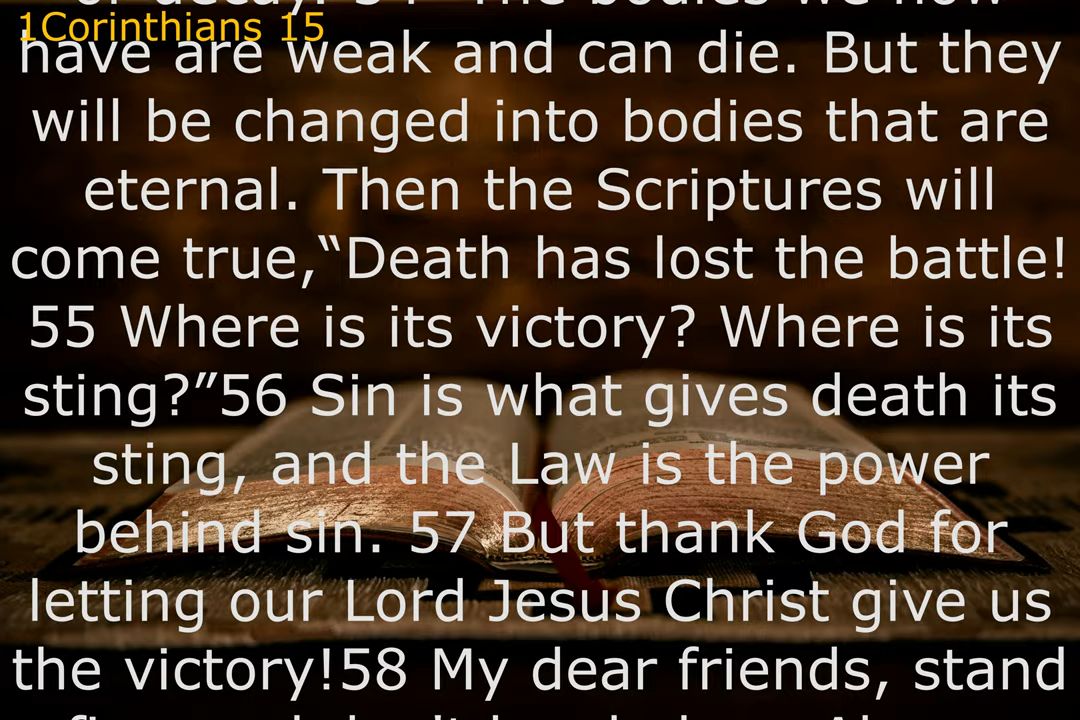 1Corinthians 15
have are weak and can die. But they
will be changed into bodies that are
eternal. Then the Scriptures will
come true,“Death has lost the battle!
55 Where is its victory? Where is its
sting?”56 Sin is what gives death its
sting, and the Law is the power
behind sin. 57 But thank God for
letting our Lord Jesus Christ give us
the victory!58 My dear friends, stand